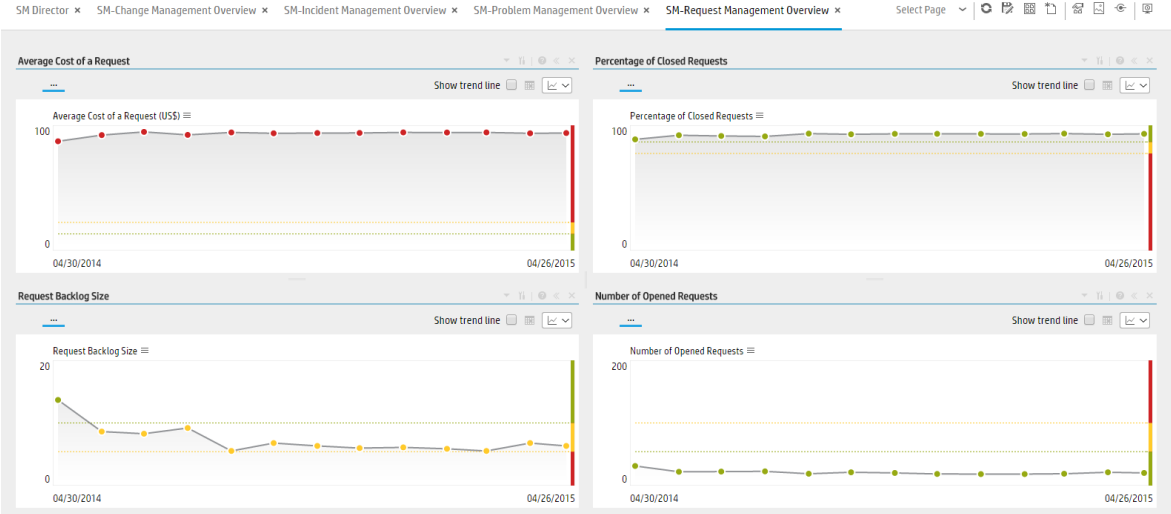 SM Director × SM-Change Management Overview × SM-Incident Management Overview × SM-Problem Management Overview × SM-Request Management Overview × Select Page
Average Cost of a Request
...
Show trend line
Average Cost of a Request (US$)
100
0
04/30/2014 04/26/2015
Percentage of Closed Requests
...
Show trend line
Percentage of Closed Requests
100
0
04/30/2014 04/26/2015
Request Backlog Size
...
Show trend line
Request Backlog Size
20
0
04/30/2014 04/26/2015
Number of Opened Requests
...
Show trend line
Number of Opened Requests
200
0
04/30/2014 04/26/2015